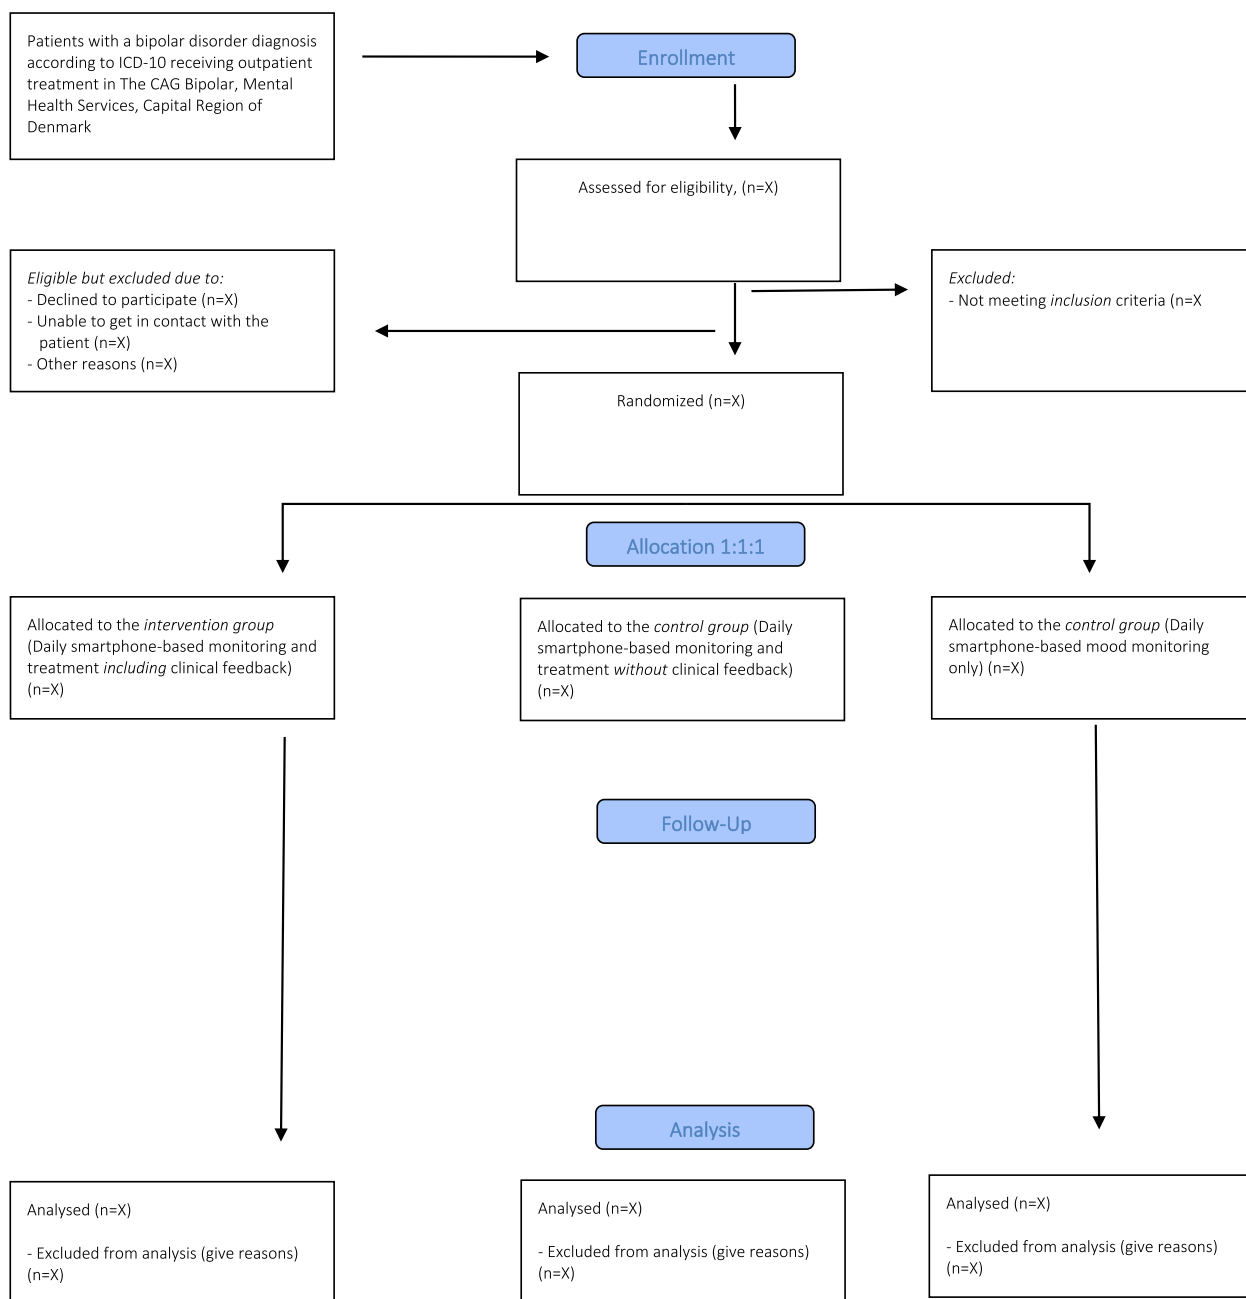 Patients with a bipolar disorder diagnosis
according to ICD-10 receiving outpatient
treatment in The CAG Bipolar, Mental
Health Services, Capital Region of
Denmark
Enrollment
Assessed for eligibility, (n=X)
Eligible but excluded due to:
- Declined to participate (n=X)
- Unable to get in contact with the
patient (n=X)
- Other reasons (n=X)
Excluded:
- Not meeting inclusion criteria (n=X
Randomized (n=X)
Allocation 1:1:1
Allocated to the intervention group
(Daily smartphone-based monitoring and
treatment including clinical feedback)
(n=X)
Allocated to the control group (Daily
smartphone-based monitoring and
treatment without clinical feedback)
(n=X)
Allocated to the control group (Daily
smartphone-based mood monitoring
only) (n=X)
Follow-Up
Analysis
Analysed (n=X)
- Excluded from analysis (give reasons)
(n=X)
Analysed (n=X)
- Excluded from analysis (give reasons)
(n=X)
Analysed (n=X)
- Excluded from analysis (give reasons)
(n=X)